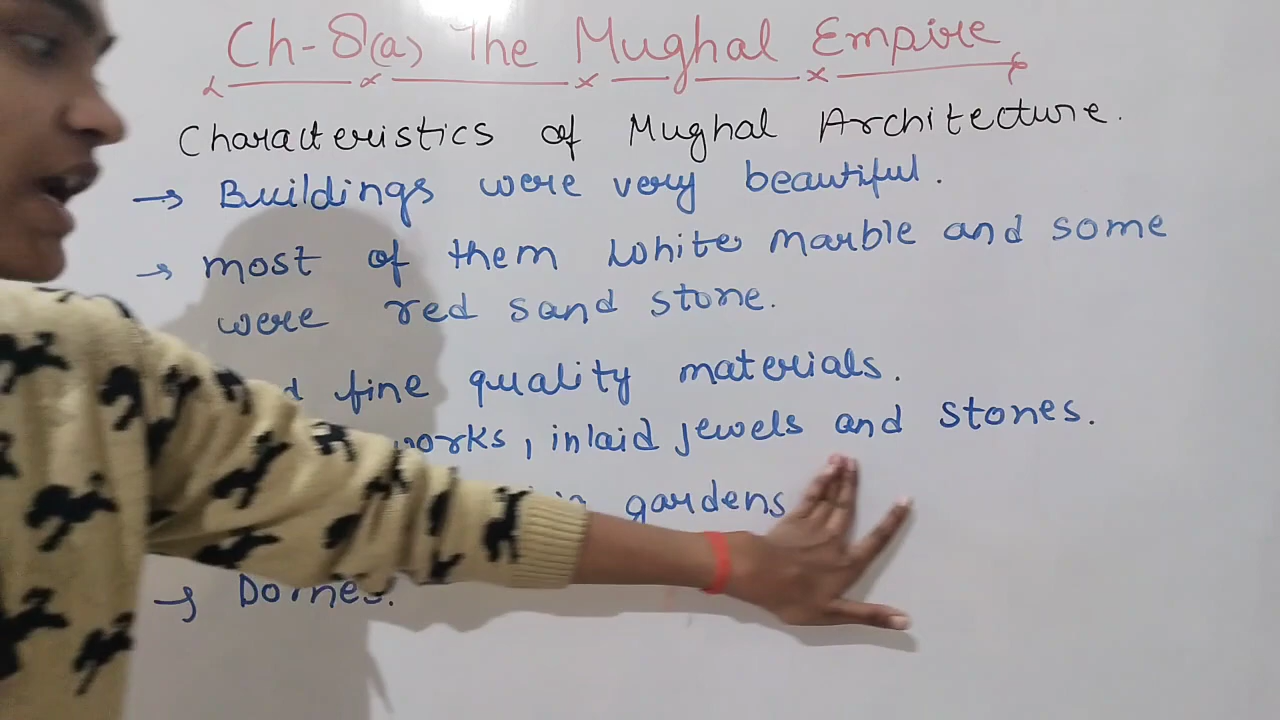 Ch-8(a) The Mughal Empire
Characteristics of Mughal Architecture.
→ Buildings were very beautiful.
→ most of them white marble and some
were red sand stone.
fine quality materials.
works, inlaid jewels and stones.
gardens
→ Domes.